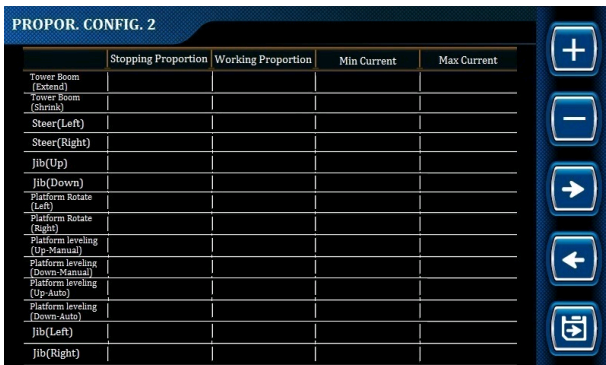 PROPOR. CONFIG. 2
Stopping Proportion Working Proportion Min Current Max Current
Tower Boom
(Extend)
Tower Boom
(Shrink)
Steer(Left)
Steer(Right)
Jib(Up)
Jib(Down)
Platform Rotate
(Left)
Platform Rotate
(Right)
Platform leveling
(Up-Manual)
Platform leveling
(Down-Manual)
Platform leveling
(Up-Auto)
Platform leveling
(Down-Auto)
Jib(Left)
Jib(Right)